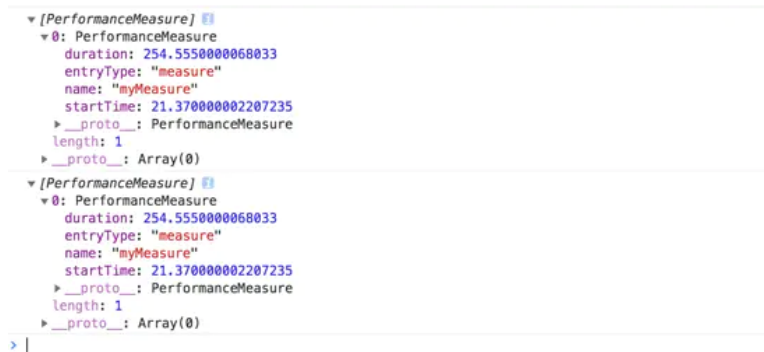 ▼[PerformanceMeasure] i
▼0: PerformanceMeasure
duration: 254.5550000068033
entryType: "measure"
name: "myMeasure"
startTime: 21.370000002207235
▶__proto__: PerformanceMeasure
length: 1
▶__proto__: Array(0)
▼[PerformanceMeasure] i
▼0: PerformanceMeasure
duration: 254.5550000068033
entryType: "measure"
name: "myMeasure"
startTime: 21.370000002207235
▶__proto__: PerformanceMeasure
length: 1
▶__proto__: Array(0)
>